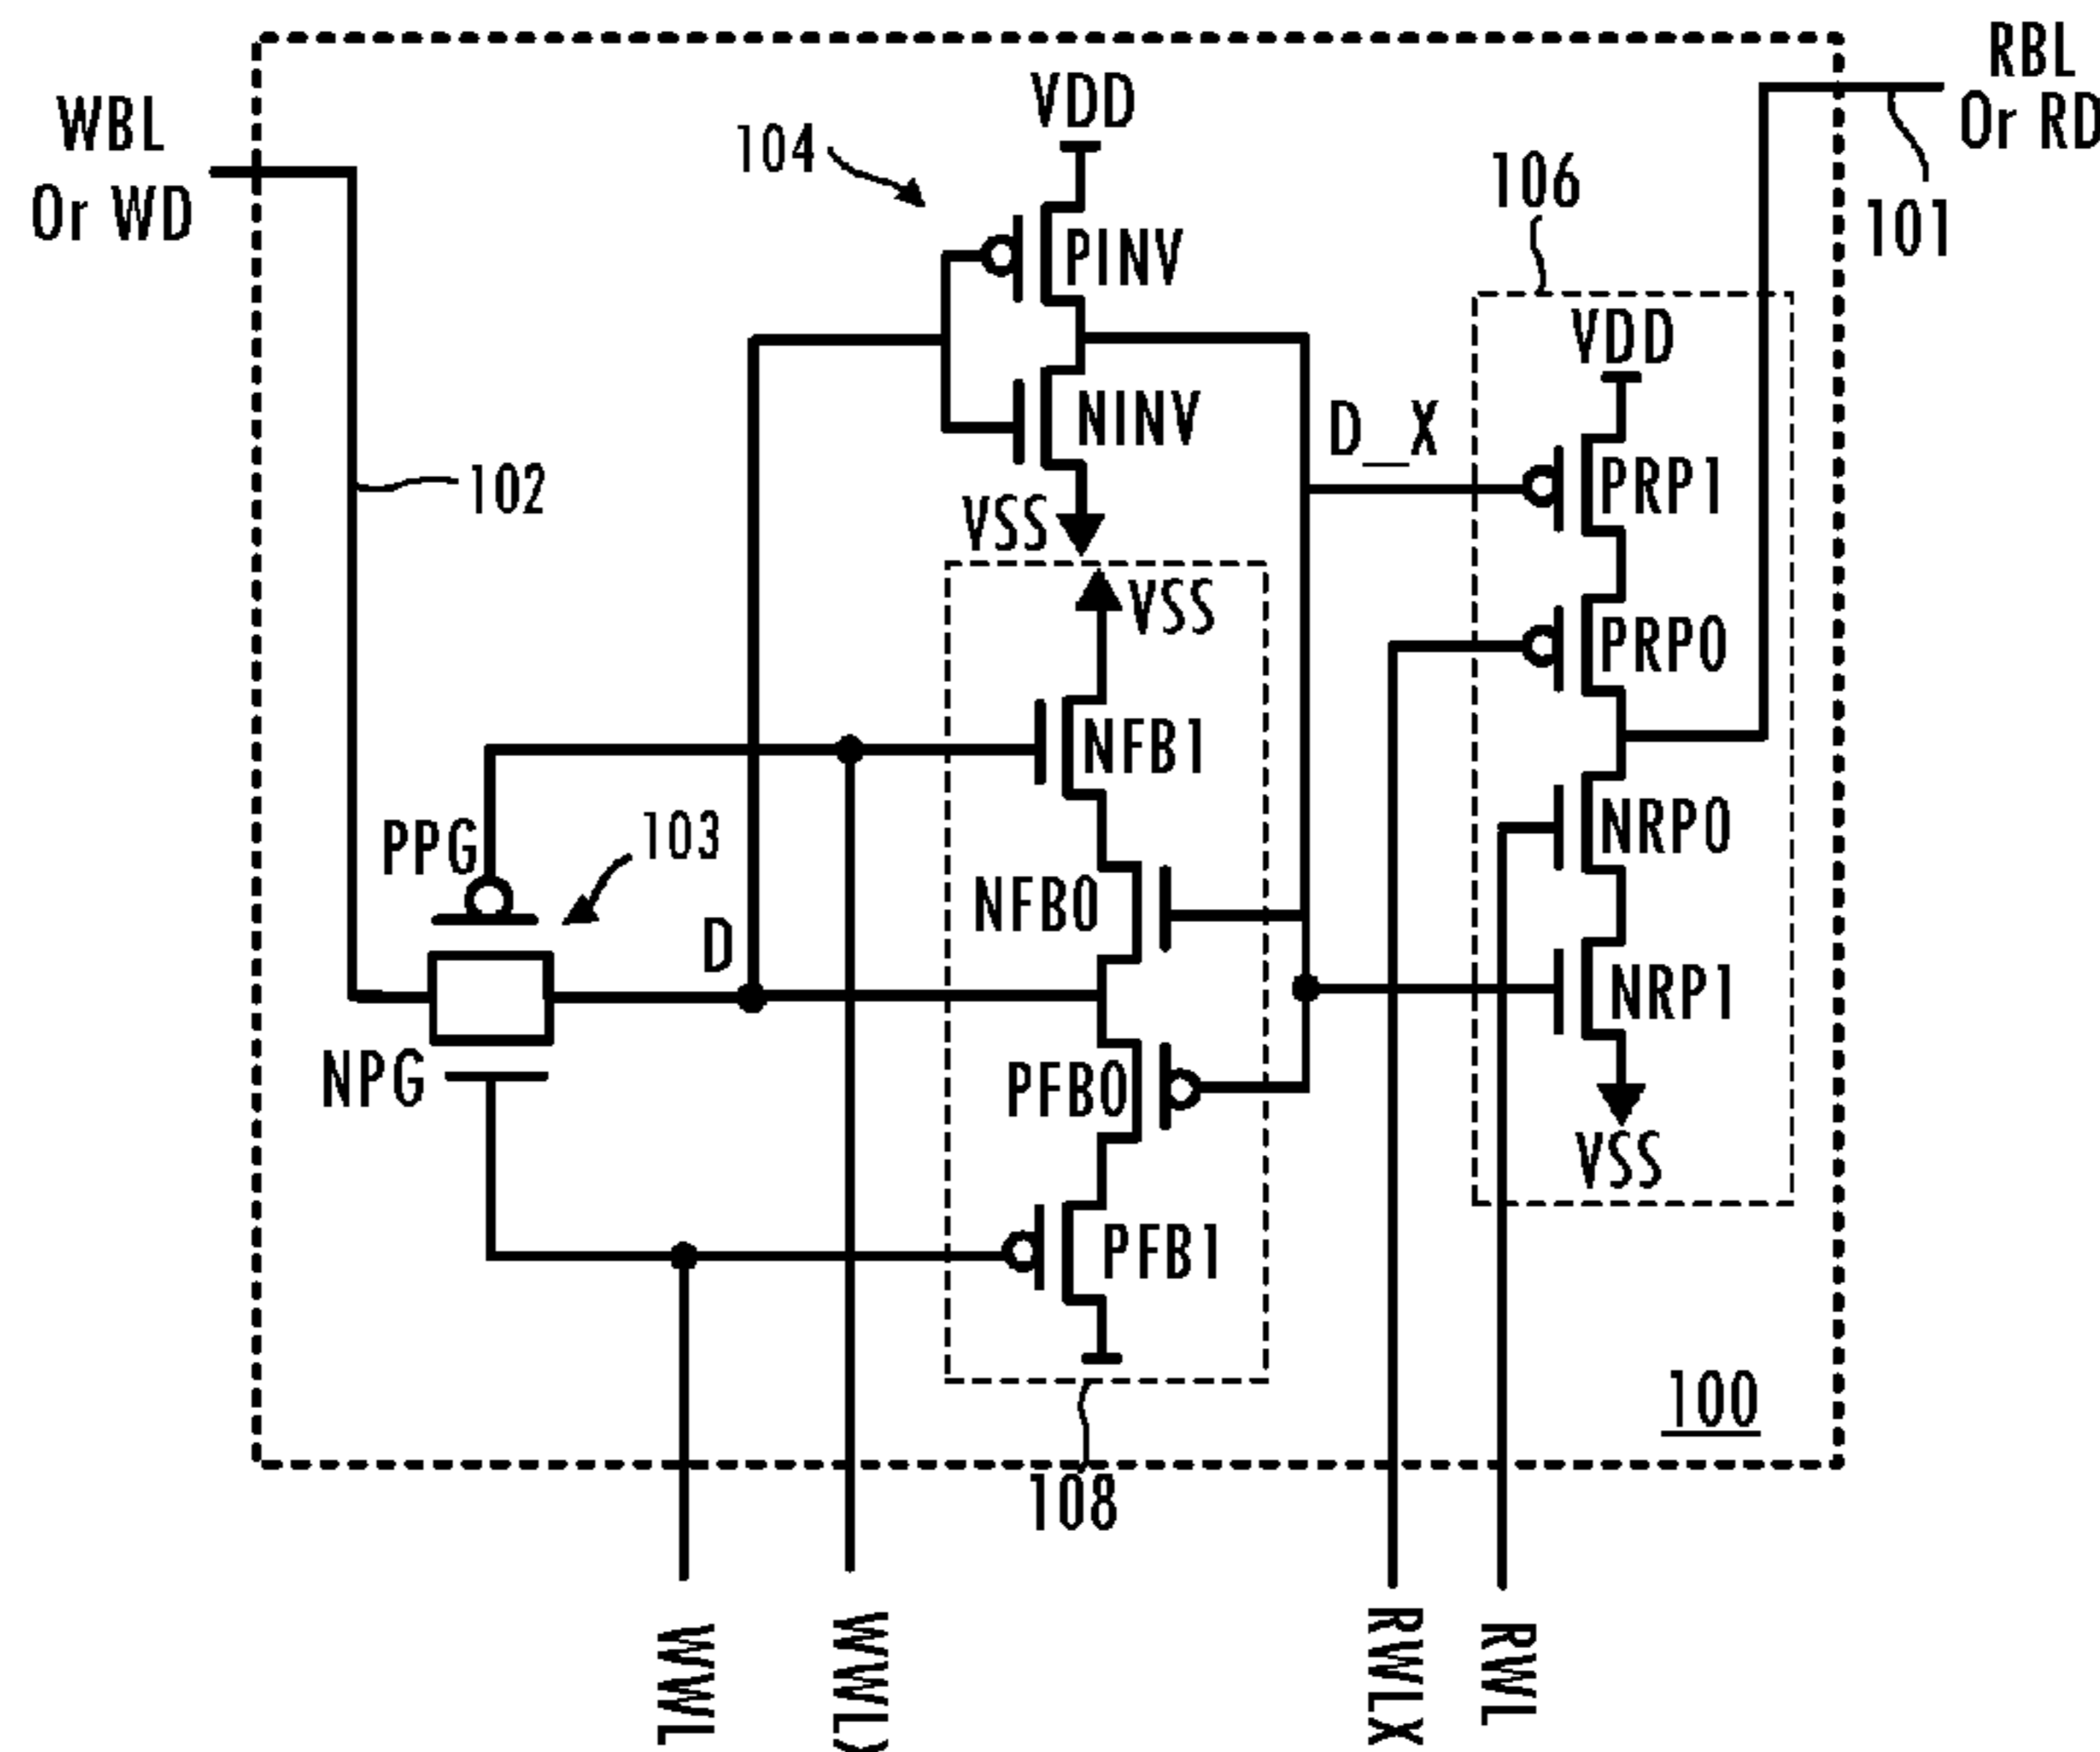 WBL
Or WD
RBL
Or RD
101
VDD
104
PINV
NINV
VSS
106
VDD
D_X
PRP1
102
VSS
PRP0
NFB1
PPG
103
NFB0
NRP0
D
NPG
PFB0
NRP1
VSS
PFB1
100
108
WWL
RWLX
RWL